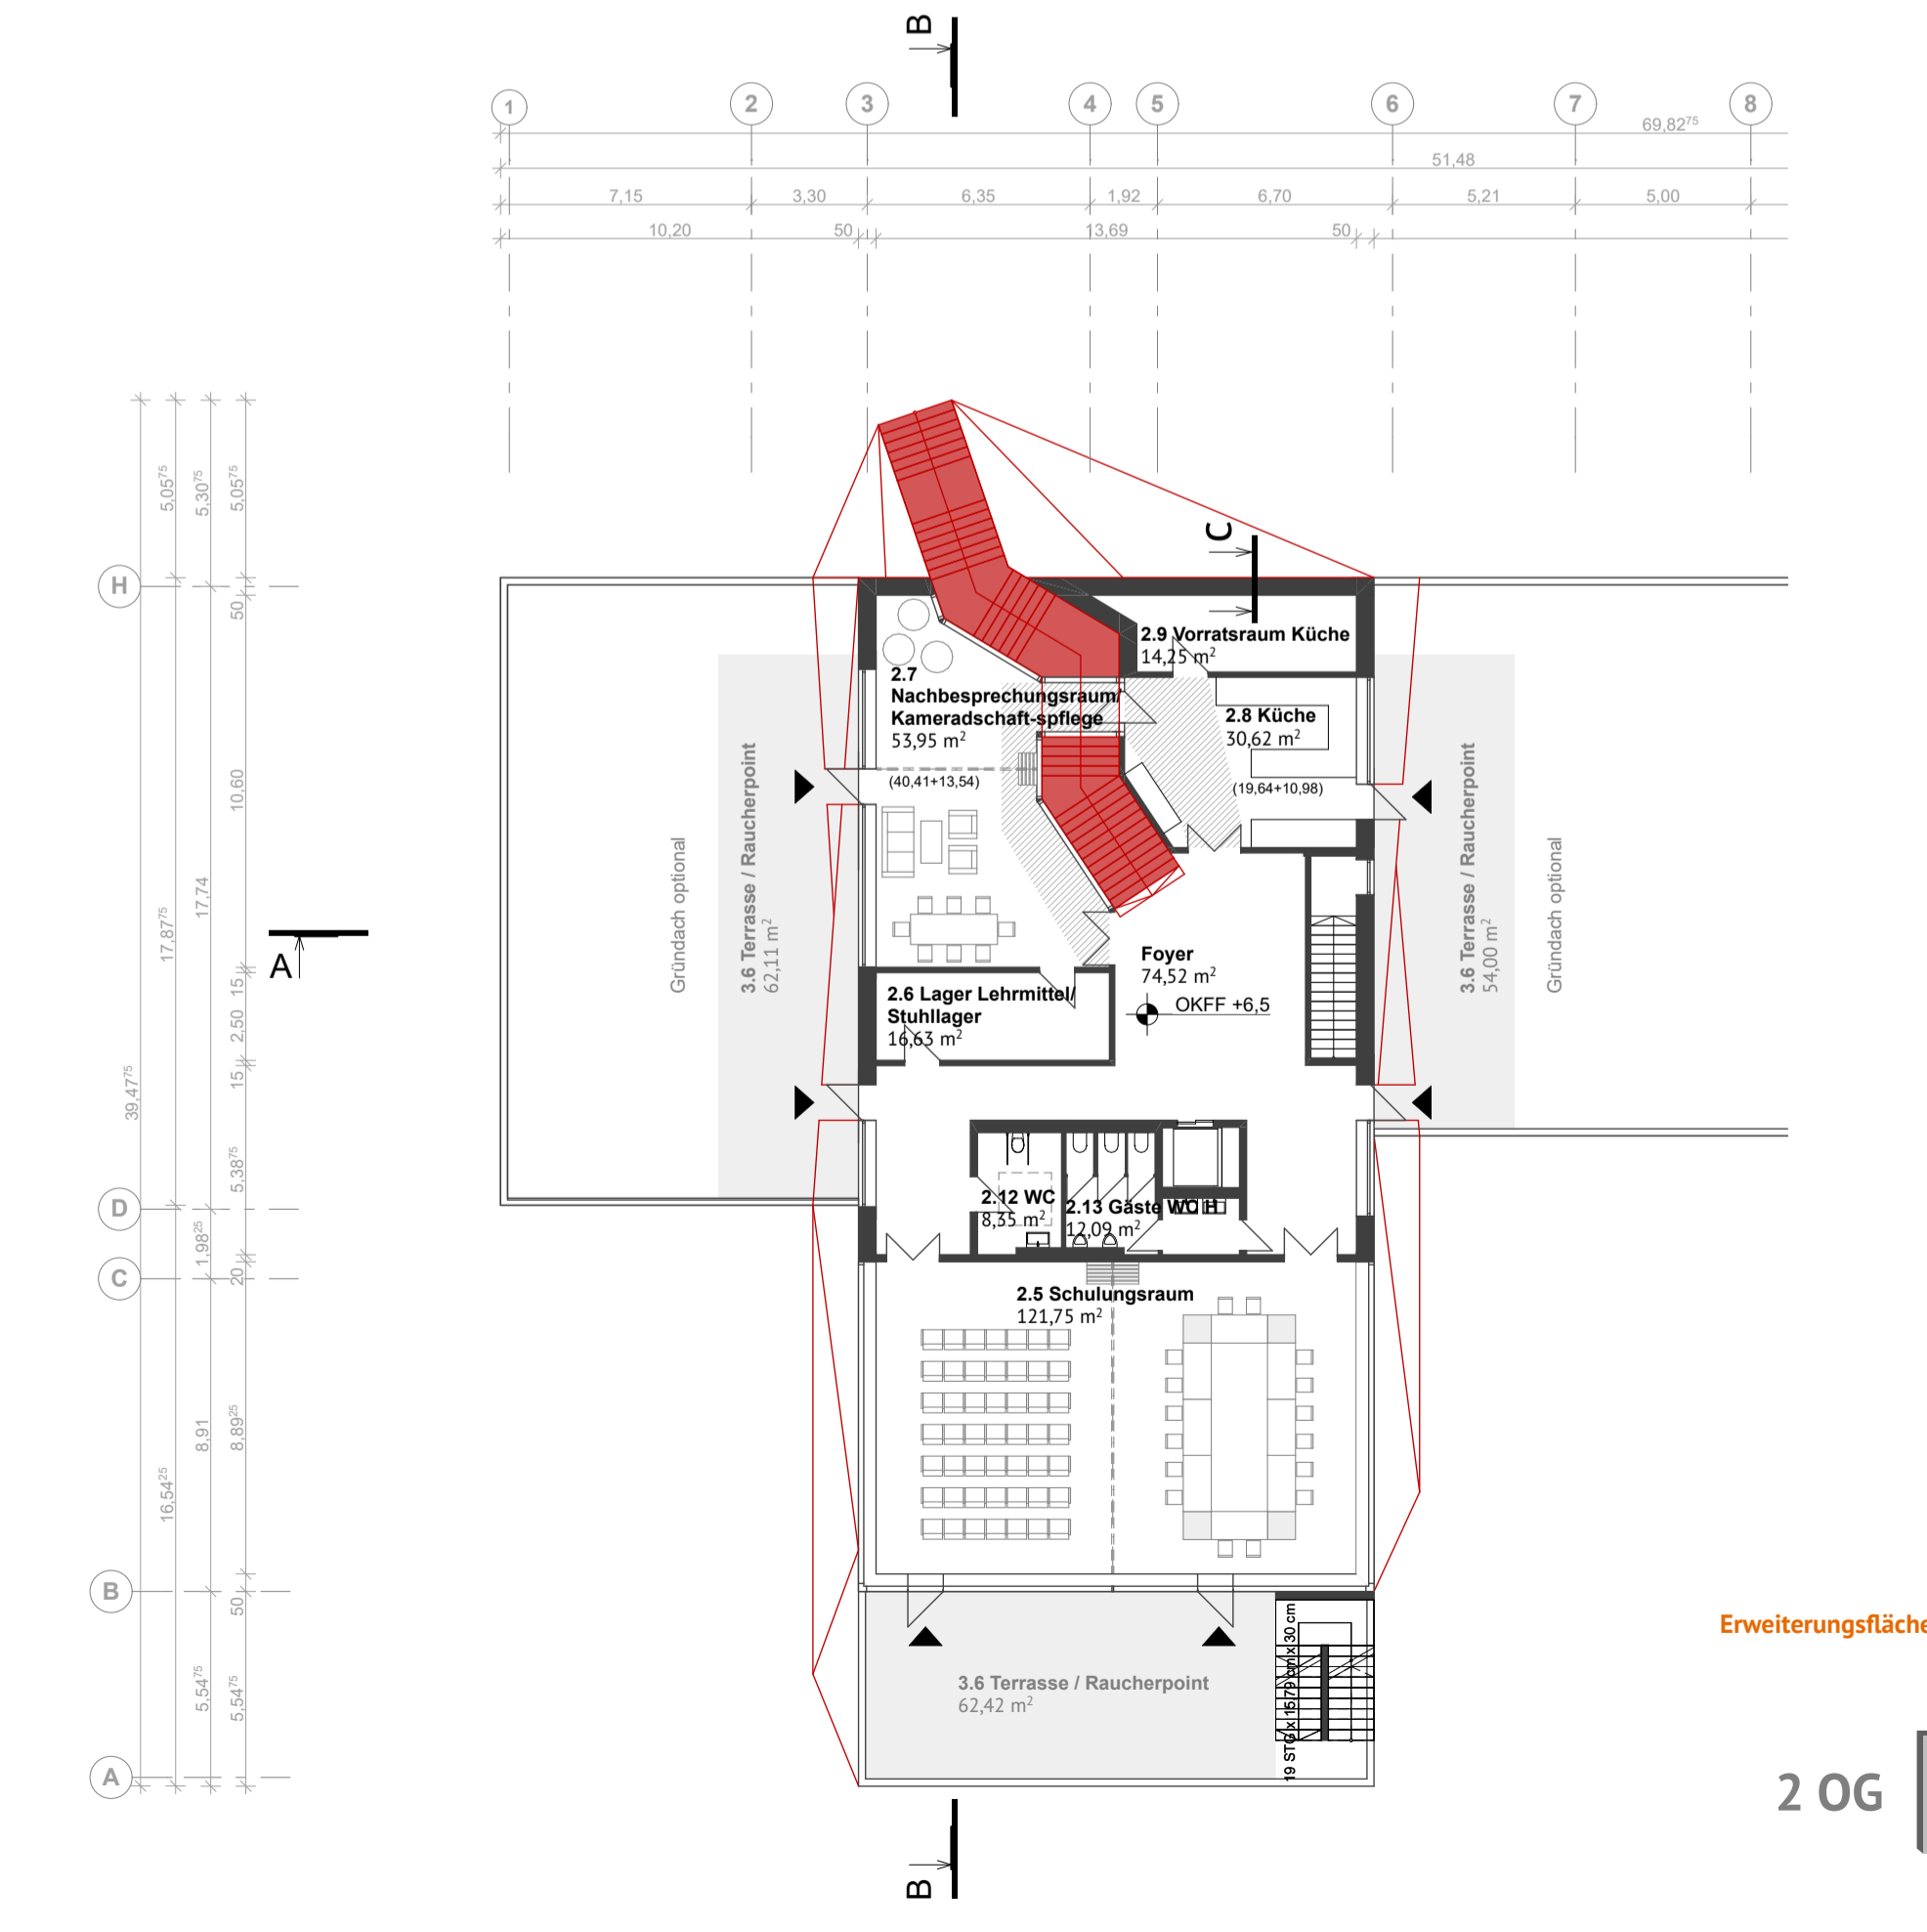 B
1
2
3
4
5
6
7
8
69,82⁷⁵
51,48
7,15
3,30
6,35
1,92
6,70
5,21
5,00
10,20
50
13,69
50
5,05⁷⁵
5,30⁷⁵
5,05⁷⁵
C
H
50
2.9 Vorratsraum Küche
14,25 m²
2.7
Nachbesprechungsraum/
Kameradschaft-spflege
53,95 m²
(40,41+13,54)
2.8 Küche
30,62 m²
(19,64+10,98)
10,60
17,74
17,87⁷⁵
Gründach optional
3.6 Terrasse / Raucherpoint
62,11 m²
3.6 Terrasse / Raucherpoint
54,00 m²
Gründach optional
A
Foyer
74,52 m²
OKFF +6,5
15
2.6 Lager Lehrmittel/
Stuhllager
16,63 m²
2,50
15
39,47⁷⁵
5,38⁷⁵
2.12 WC
8,35 m²
2.13 Gäste WC H
12,09 m²
D
1,98²⁵
C
20
2.5 Schulungsraum
121,75 m²
8,91
8,89²⁵
16,54²⁵
B
50
19 STG x 15,79 cm x 30 cm
Erweiterungsfläche
3.6 Terrasse / Raucherpoint
62,42 m²
5,54⁷⁵
5,54⁷⁵
A
2 OG
B